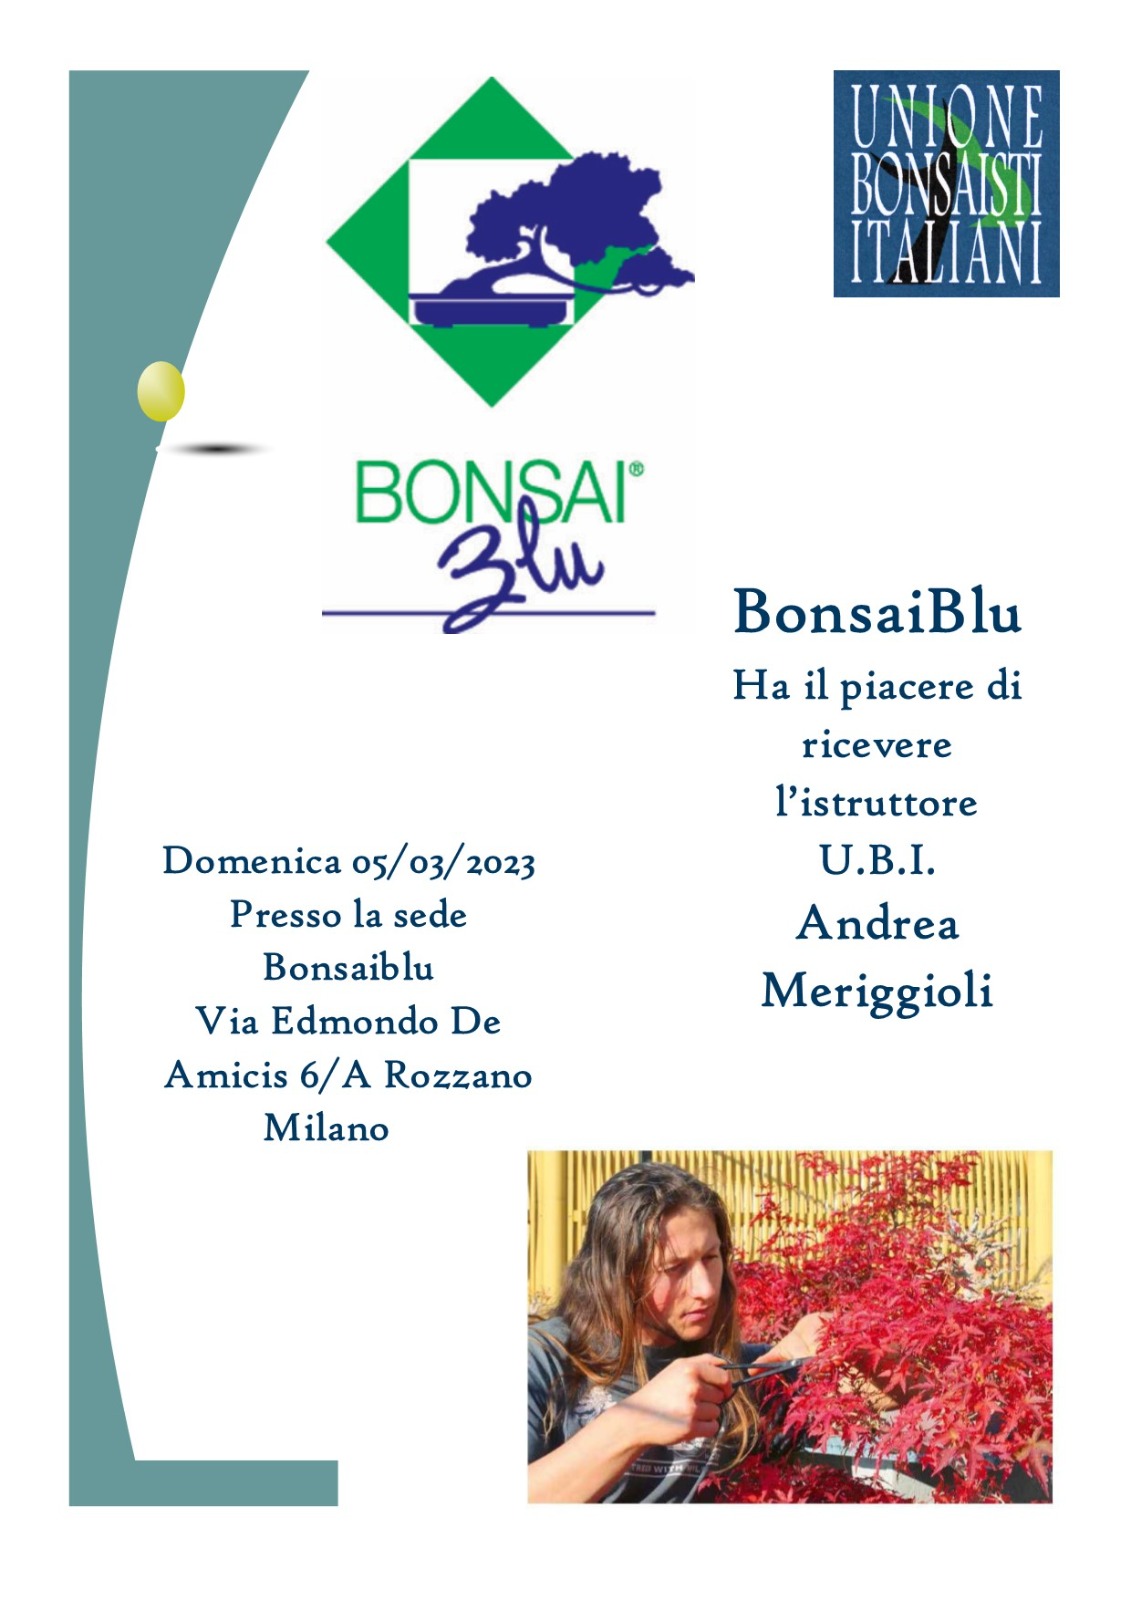 UNIONE
BONSAISTI
ITALIANI
BONSAI®
Blu
BonsaiBlu
Ha il piacere di
ricevere
l’istruttore
U.B.I.
Andrea
Meriggioli
Domenica 05/03/2023
Presso la sede
Bonsaiblu
Via Edmondo De
Amicis 6/A Rozzano
Milano